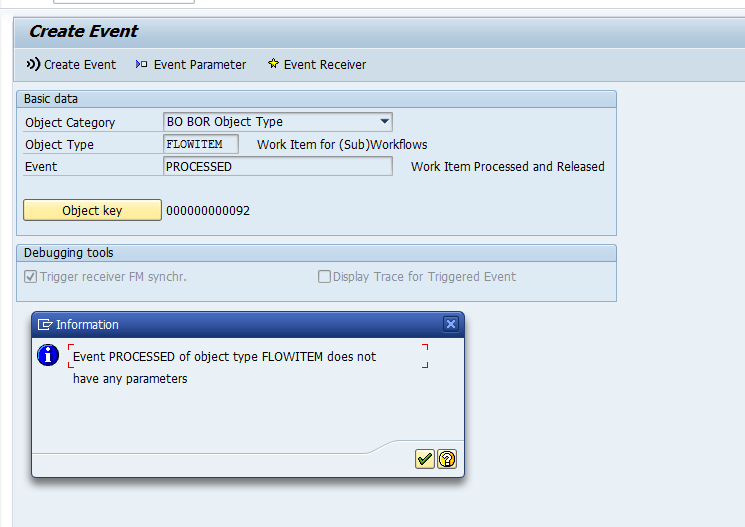 Create Event
Create Event Event Parameter Event Receiver
Basic data
Object Category BO BOR Object Type
Object Type FLOWITEM Work Item for (Sub)Workflows
Event PROCESSED Work Item Processed and Released
Object key 000000000092
Debugging tools
Trigger receiver FM synchr. Display Trace for Triggered Event
Information
Event PROCESSED of object type FLOWITEM does not
have any parameters